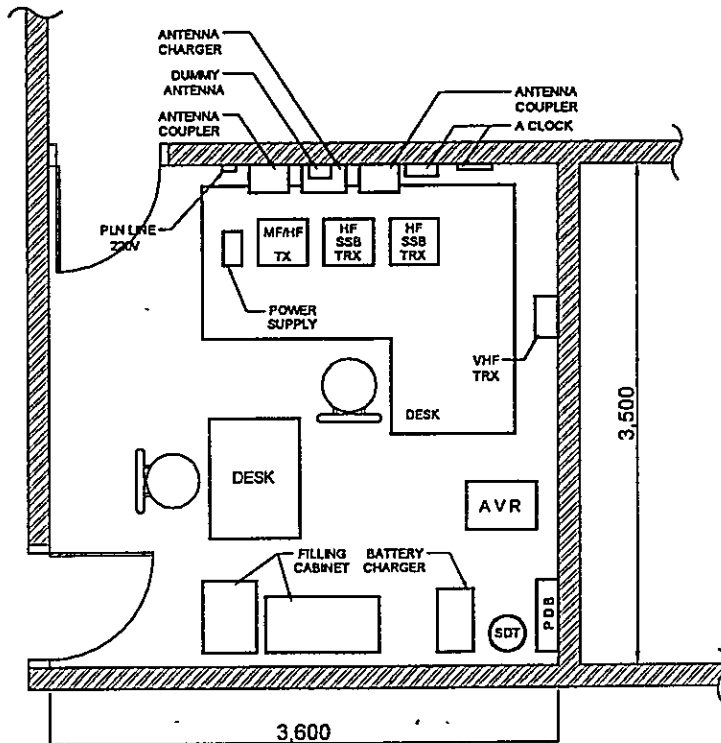 ANTENNA
CHARGER
DUMMY
ANTENNA
ANTENNA
COUPLER
ANTENNA
COUPLER
A CLOCK
PLN LINE
220V
MF/HF
TX
HF
SSB
TRX
HF
SSB
TRX
POWER
SUPPLY
VHF
TRX
DESK
3,500
DESK
AVR
FILLING
CABINET
BATTERY
CHARGER
SDT
PDB
3,600